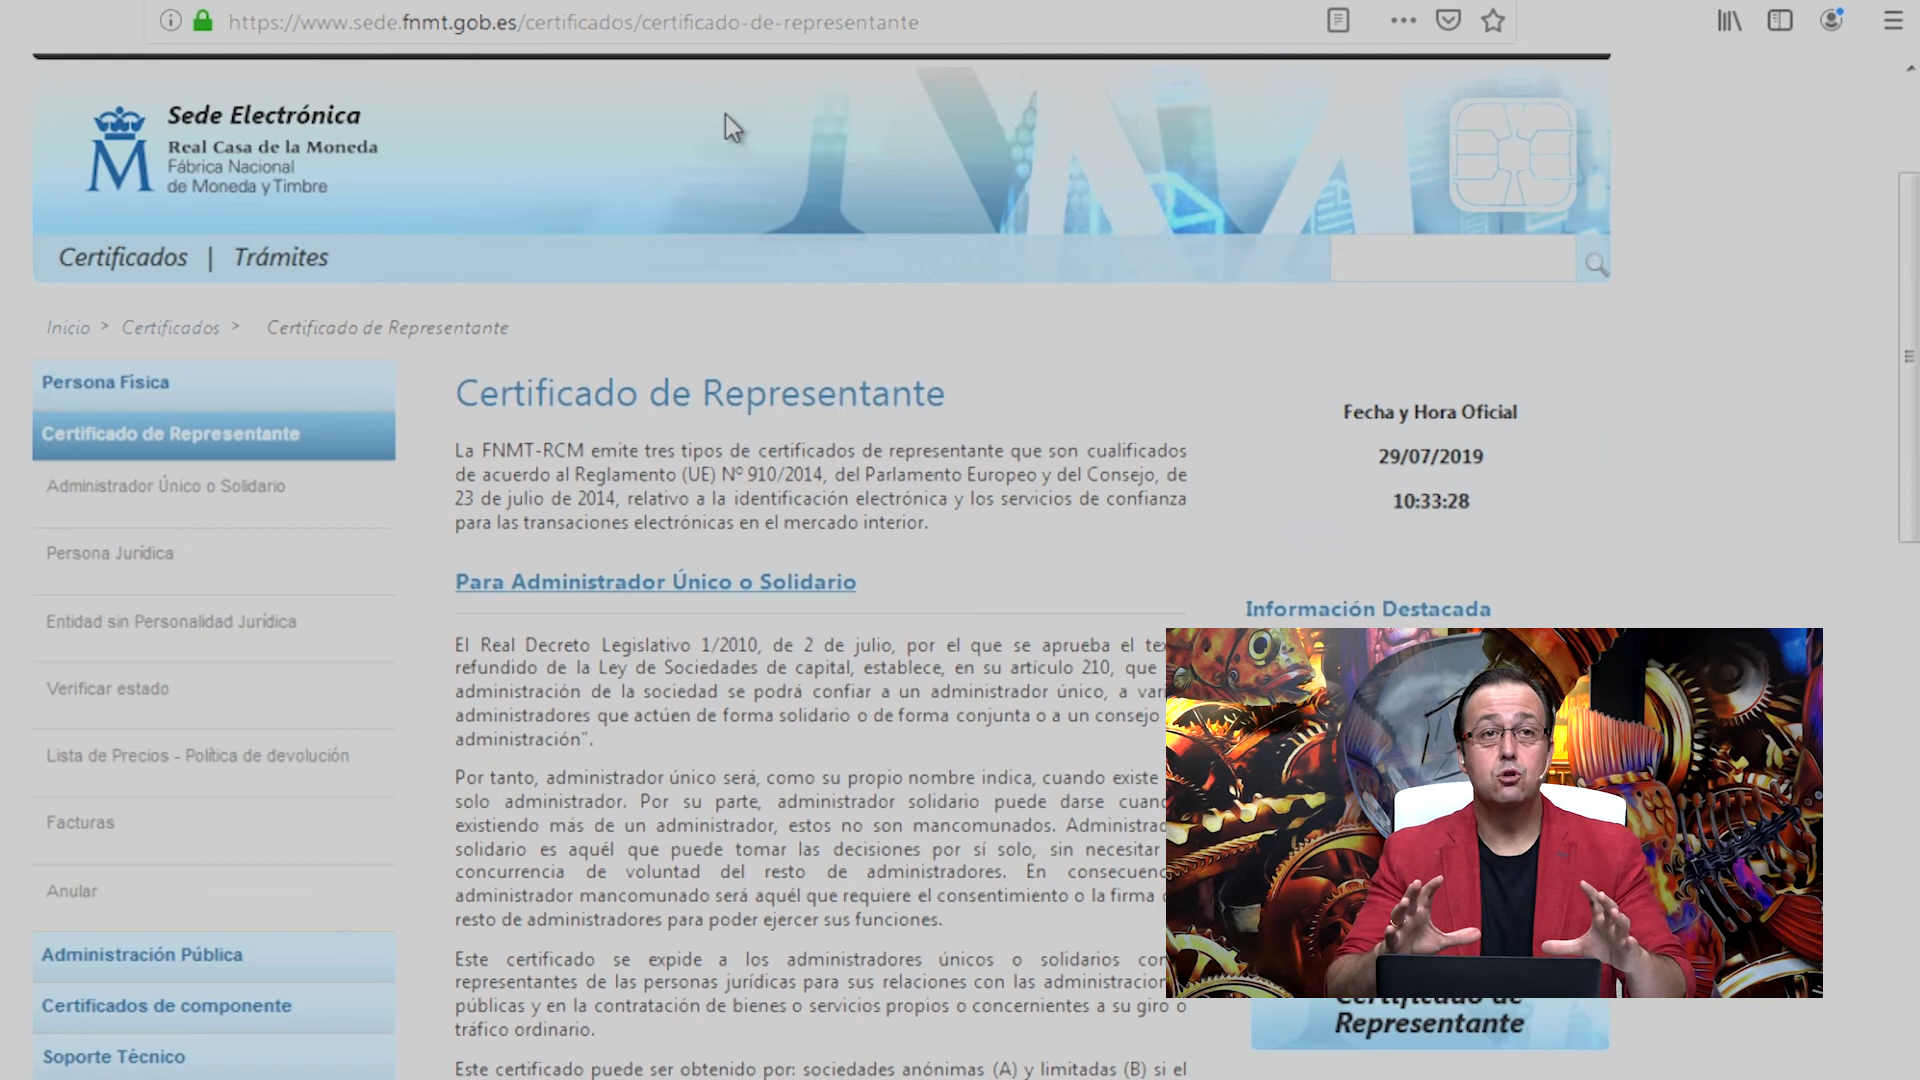 https://www.sede.fnmt.gob.es/certificados/certificado-de-representante
Sede Electrónica
Real Casa de la Moneda
Fábrica Nacional
de Moneda y Timbre
Certificados | Trámites
Inicio > Certificados > Certificado de Representante
Persona Física
Certificado de Representante
Administrador Único o Solidario
Persona Jurídica
Entidad sin Personalidad Jurídica
Verificar estado
Lista de Precios - Política de devolución
Facturas
Anular
Administración Pública
Certificados de componente
Soporte Técnico
Certificado de Representante
La FNMT-RCM emite tres tipos de certificados de representante que son cualificados
de acuerdo al Reglamento (UE) Nº 910/2014, del Parlamento Europeo y del Consejo, de
23 de julio de 2014, relativo a la identificación electrónica y los servicios de confianza
para las transaciones electrónicas en el mercado interior.
Para Administrador Único o Solidario
El Real Decreto Legislativo 1/2010, de 2 de julio, por el que se aprueba el
refundido de la Ley de Sociedades de capital, establece, en su artículo 210, que
administración de la sociedad se podrá confiar a un administrador único, a
administradores que actúen de forma solidario o de forma conjunta o a un consejo
administración".
Por tanto, administrador único será, como su propio nombre indica, cuando existe
solo administrador. Por su parte, administrador solidario puede darse
existiendo más de un administrador, estos no son mancomunados.
solidario es aquél que puede tomar las decisiones por sí solo, sin necesitar
concurrencia de voluntad del resto de administradores. En
administrador mancomunado será aquél que requiere el consentimiento o la firma
resto de administradores para poder ejercer sus funciones.
Este certificado se expide a los administradores únicos o solidarios
representantes de las personas jurídicas para sus relaciones con las
públicas y en la contratación de bienes o servicios propios o concernientes a su giro o
tráfico ordinario.
Este certificado puede ser obtenido por: sociedades anónimas (A) y limitadas (B) si el
Fecha y Hora Oficial
29/07/2019
10:33:28
Información Destacada
Certificado de
Representante